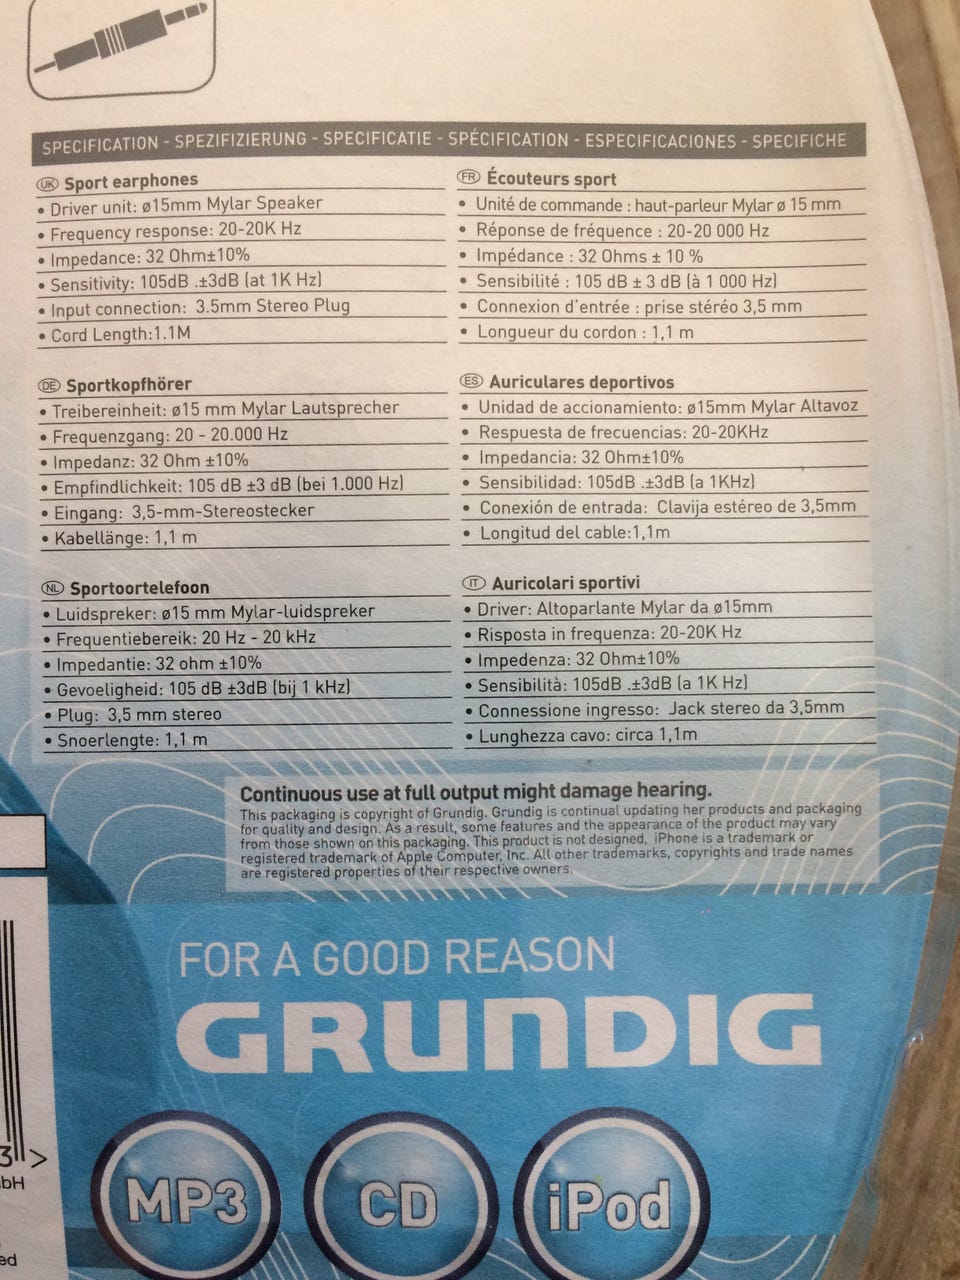 SPECIFICATION - SPEZIFIZIERUNG - SPECIFICATIE - SPÉCIFICATION - ESPECIFICACIONES - SPECIFICHE
UK Sport earphones
• Driver unit: ø15mm Mylar Speaker
• Frequency response: 20-20K Hz
• Impedance: 32 Ohm±10%
• Sensitivity: 105dB .±3dB (at 1K Hz)
• Input connection: 3.5mm Stereo Plug
• Cord Length:1.1M
FR Écouteurs sport
• Unité de commande : haut-parleur Mylar ø 15 mm
• Réponse de fréquence : 20-20 000 Hz
• Impédance : 32 Ohms ± 10 %
• Sensibilité : 105 dB ± 3 dB (à 1 000 Hz)
• Connexion d'entrée : prise stéréo 3,5 mm
• Longueur du cordon : 1,1 m
DE Sportkopfhörer
• Treibereinheit: ø15 mm Mylar Lautsprecher
• Frequenzgang: 20 - 20.000 Hz
• Impedanz: 32 Ohm ±10%
• Empfindlichkeit: 105 dB ±3 dB (bei 1.000 Hz)
• Eingang: 3,5-mm-Stereostecker
• Kabellänge: 1,1 m
ES Auriculares deportivos
• Unidad de accionamiento: ø15mm Mylar Altavoz
• Respuesta de frecuencias: 20-20KHz
• Impedancia: 32 Ohm±10%
• Sensibilidad: 105dB .±3dB (a 1KHz)
• Conexión de entrada: Clavija estéreo de 3,5mm
• Longitud del cable:1,1m
NL Sportoortelefoon
• Luidspreker: ø15 mm Mylar-luidspreker
• Frequentiebereik: 20 Hz - 20 kHz
• Impedantie: 32 ohm ±10%
• Gevoeligheid: 105 dB ±3dB (bij 1 kHz)
• Plug: 3,5 mm stereo
• Snoerlengte: 1,1 m
IT Auricolari sportivi
• Driver: Altoparlante Mylar da ø15mm
• Risposta in frequenza: 20-20K Hz
• Impedenza: 32 Ohm±10%
• Sensibilità: 105dB .±3dB (a 1K Hz)
• Connessione ingresso: Jack stereo da 3,5mm
• Lunghezza cavo: circa 1,1m
Continuous use at full output might damage hearing.
This packaging is copyright of Grundig. Grundig is continual updating her products and packaging
for quality and design. As a result, some features and the appearance of the product may vary
from those shown on this packaging. This product is not designed, iPhone is a trademark or
registered trademark of Apple Computer, Inc. All other trademarks, copyrights and trade names
are registered properties of their respective owners.
FOR A GOOD REASON
GRUNDIG
3 >
bH
ed
MP3
CD
iPod